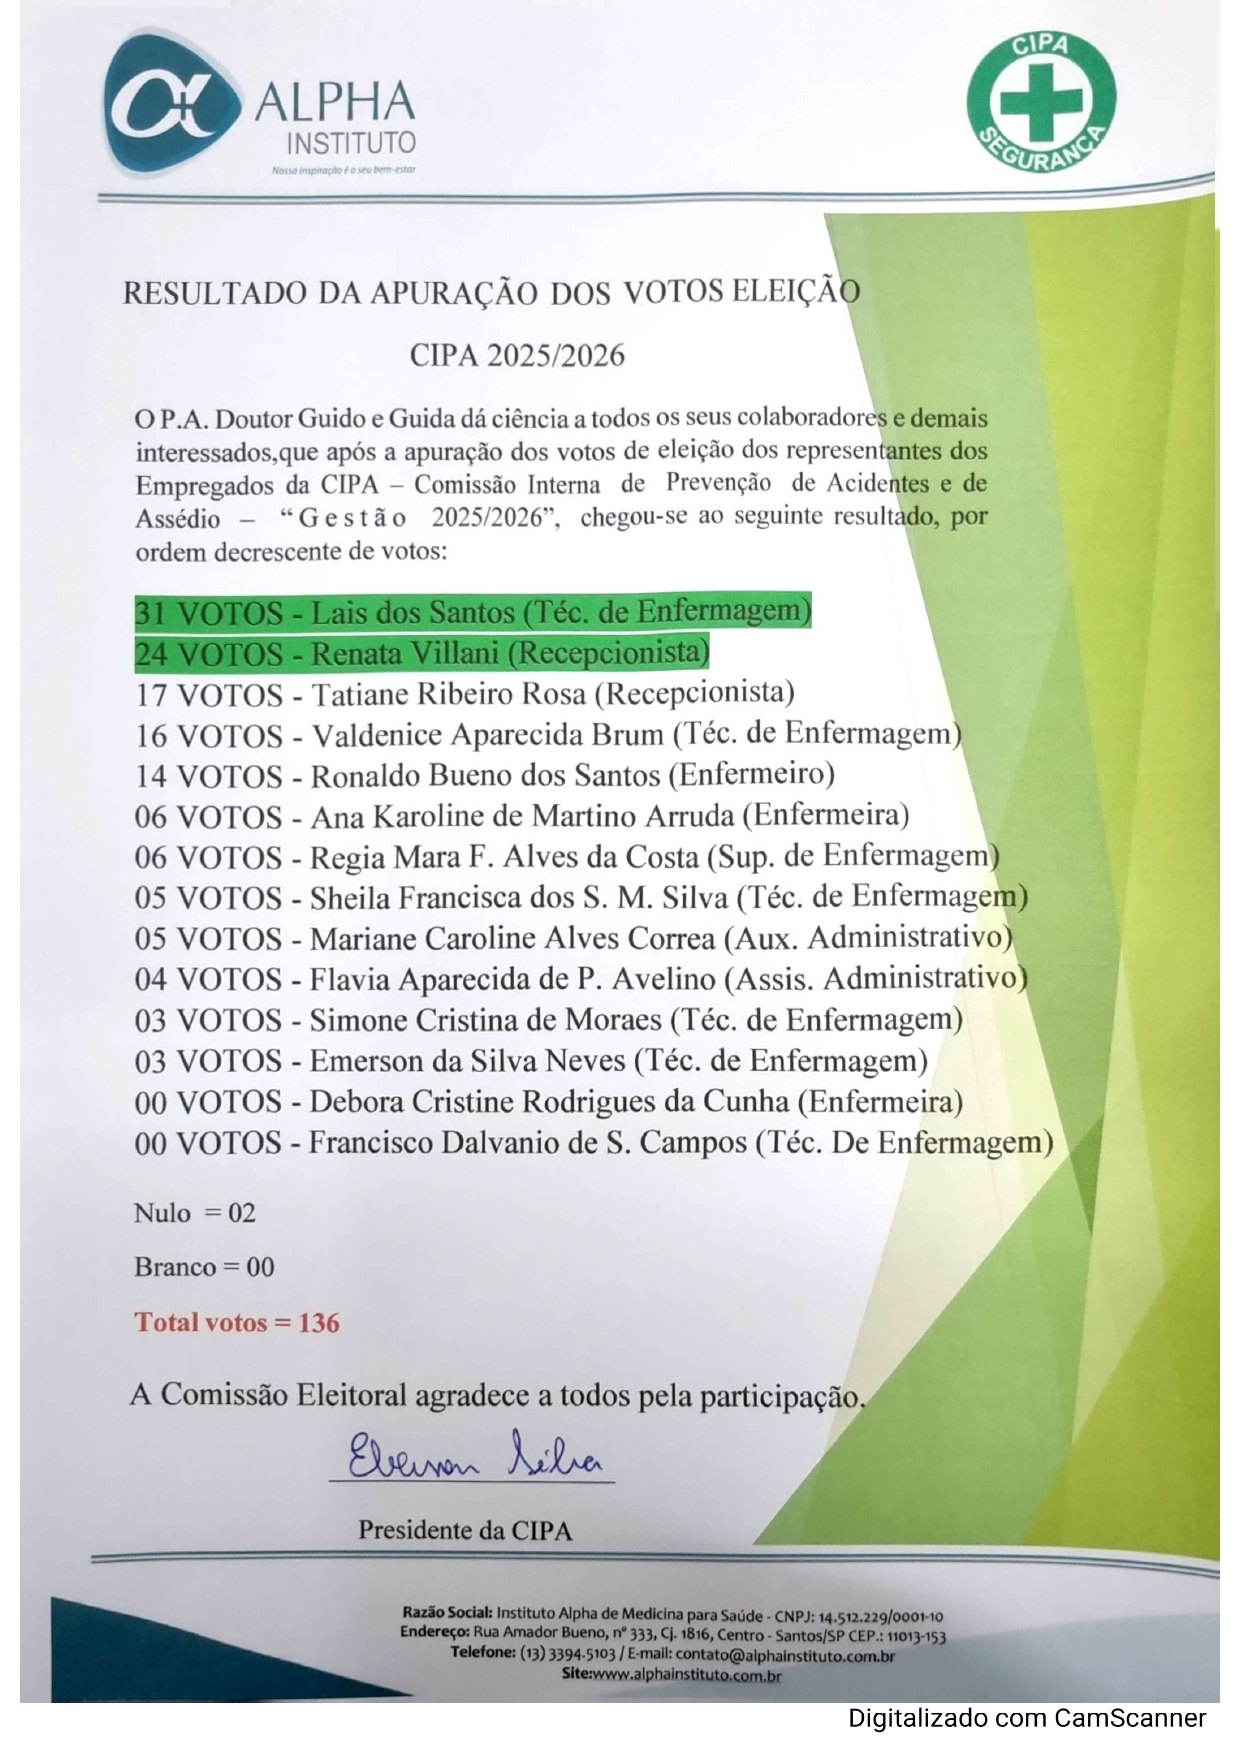 ALPHA
INSTITUTO
Nossa inspiração é o seu bem-estar
CIPA
SEGURANÇA
RESULTADO DA APURAÇÃO DOS VOTOS ELEIÇÃO
CIPA 2025/2026
O P.A. Doutor Guido e Guida dá ciência a todos os seus colaboradores e demais
interessados,que após a apuração dos votos de eleição dos representantes dos
Empregados da CIPA – Comissão Interna de Prevenção de Acidentes e de
Assédio – “Gestão 2025/2026”, chegou-se ao seguinte resultado, por
ordem decrescente de votos:
31 VOTOS - Lais dos Santos (Téc. de Enfermagem)
24 VOTOS - Renata Villani (Recepcionista)
17 VOTOS - Tatiane Ribeiro Rosa (Recepcionista)
16 VOTOS - Valdenice Aparecida Brum (Téc. de Enfermagem)
14 VOTOS - Ronaldo Bueno dos Santos (Enfermeiro)
06 VOTOS - Ana Karoline de Martino Arruda (Enfermeira)
06 VOTOS - Regia Mara F. Alves da Costa (Sup. de Enfermagem)
05 VOTOS - Sheila Francisca dos S. M. Silva (Téc. de Enfermagem)
05 VOTOS - Mariane Caroline Alves Correa (Aux. Administrativo)
04 VOTOS - Flavia Aparecida de P. Avelino (Assis. Administrativo)
03 VOTOS - Simone Cristina de Moraes (Téc. de Enfermagem)
03 VOTOS - Emerson da Silva Neves (Téc. de Enfermagem)
00 VOTOS - Debora Cristine Rodrigues da Cunha (Enfermeira)
00 VOTOS - Francisco Dalvanio de S. Campos (Téc. De Enfermagem)
Nulo = 02
Branco = 00
Total votos = 136
A Comissão Eleitoral agradece a todos pela participação.
Silva
Presidente da CIPA
Razão Social: Instituto Alpha de Medicina para Saúde - CNPJ: 14.512.229/0001-10
Endereço: Rua Amador Bueno, nº 333, Cj. 1816, Centro - Santos/SP CEP.: 11013-153
Telefone: (13) 3394-5103 / E-mail: contato@alphainstituto.com.br
Site:www.alphainstituto.com.br
Digitalizado com CamScanner